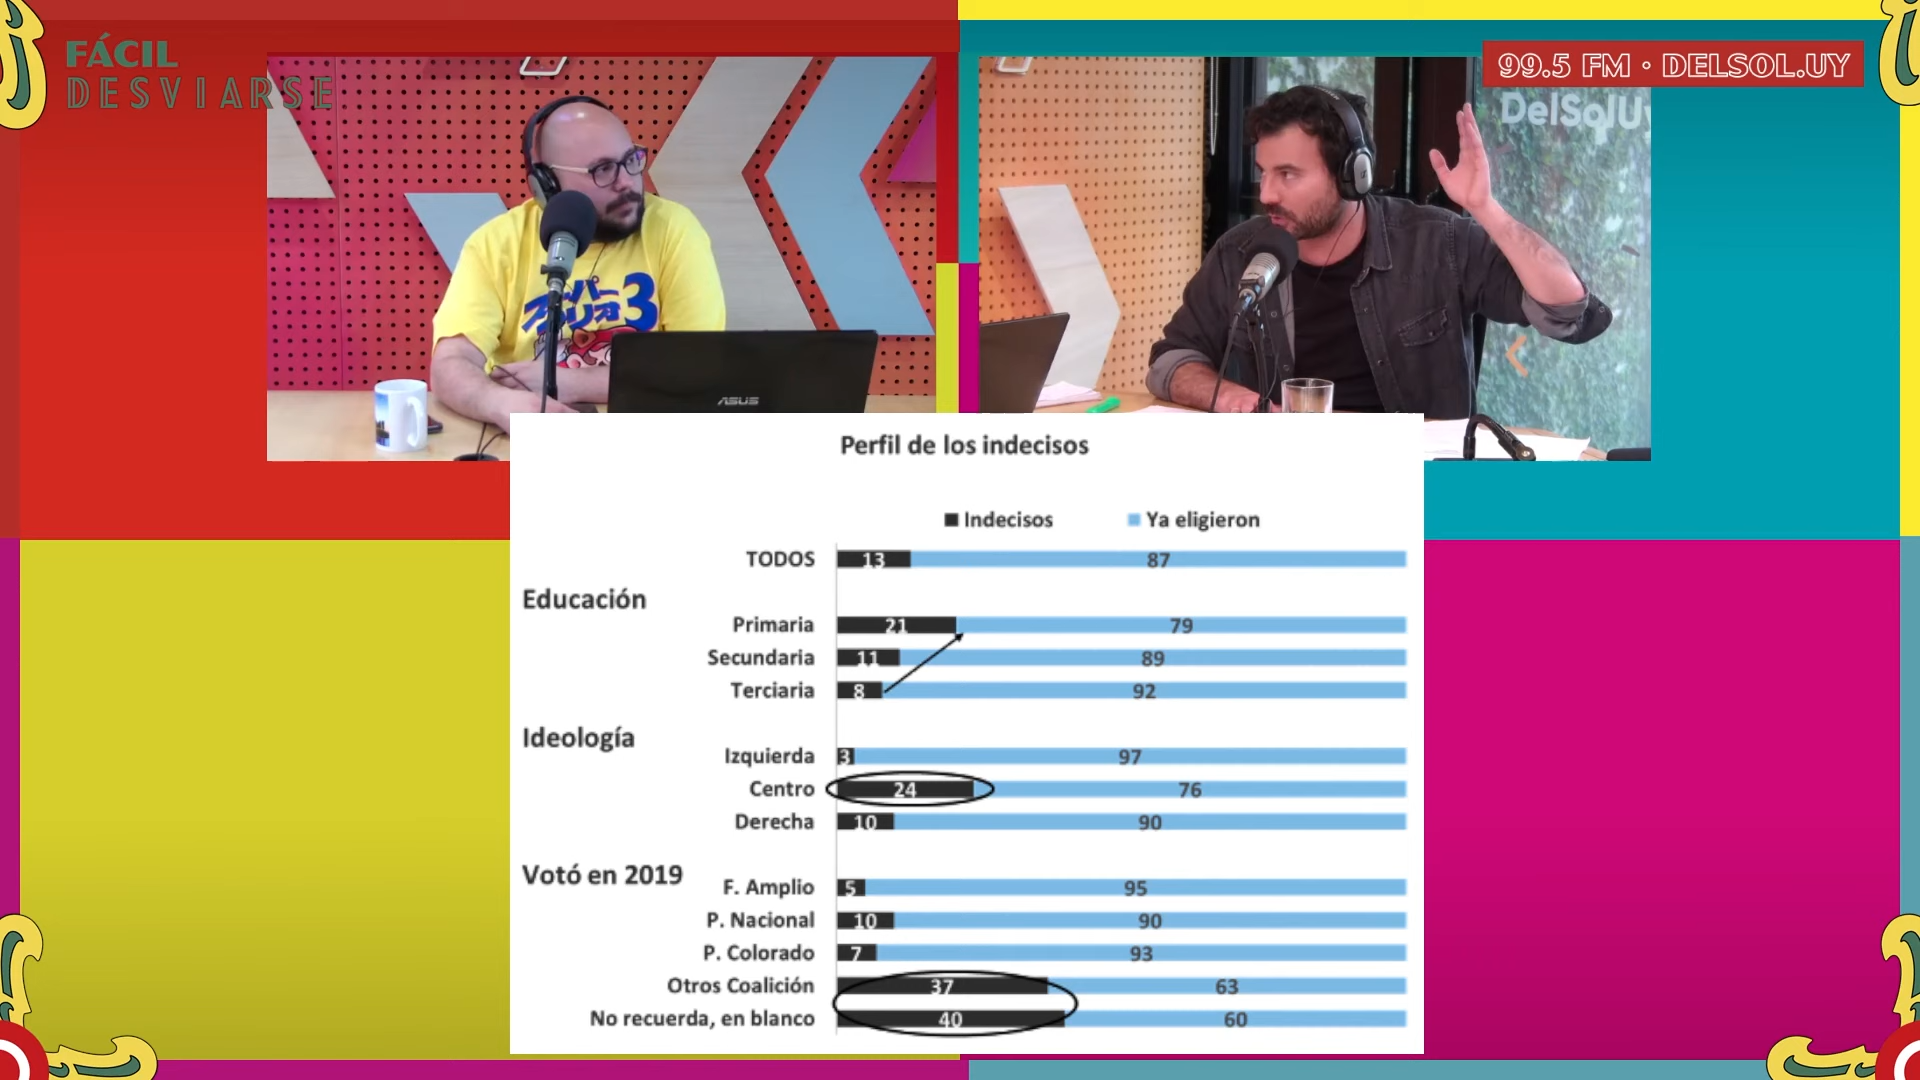 FÁCIL
DESVIARSE
99.5 FM • DELSOL.UY
DelSolUy
3
ASUS
Perfil de los indecisos
Indecisos Ya eligieron
TODOS 13 87
Educación
Primaria 21 79
Secundaria 11 89
Terciaria 8 92
Ideología
Izquierda 3 97
Centro 24 76
Derecha 10 90
Votó en 2019
F. Amplio 5 95
P. Nacional 10 90
P. Colorado 7 93
Otros Coalición 37 63
No recuerda, en blanco 40 60